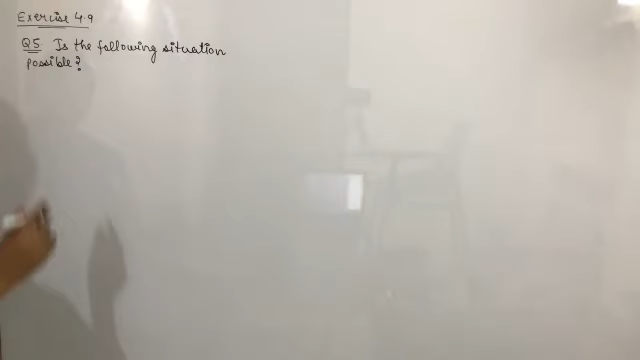 Exercise 4.9
Q5 Is the following situation
possible?